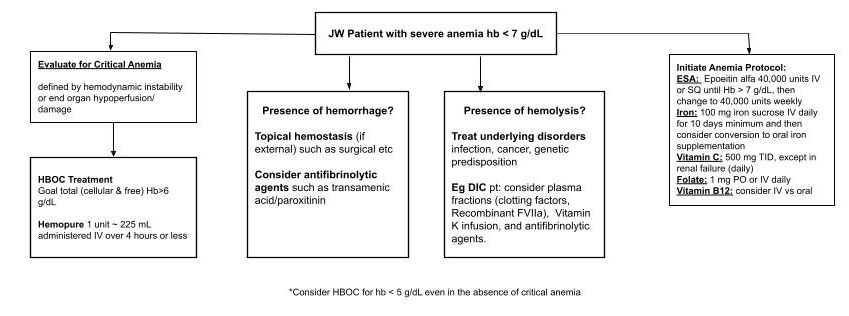 JW Patient with severe anemia hb < 7 g/dL
Evaluate for Critical Anemia
defined by hemodynamic instability
or end organ hypoperfusion/
damage
HBOC Treatment
Goal total (cellular & free) Hb>6
g/dL
Hemopure 1 unit ~ 225 mL
administered IV over 4 hours or less
Presence of hemorrhage?
Topical hemostasis (if
external) such as surgical etc
Consider antifibrinolytic
agents such as transamenic
acid/paroxitinin
Presence of hemolysis?
Treat underlying disorders
infection, cancer, genetic
predisposition
Eg DIC pt: consider plasma
fractions (clotting factors,
Recombinant FVIIa), Vitamin
K infusion, and antifibrinolytic
agents.
Initiate Anemia Protocol:
ESA: Epoeitin alfa 40,000 units IV
or SQ until Hb > 7 g/dL, then
change to 40,000 units weekly
Iron: 100 mg iron sucrose IV daily
for 10 days minimum and then
consider conversion to oral iron
supplementation
Vitamin C: 500 mg TID, except in
renal failure (daily)
Folate: 1 mg PO or IV daily
Vitamin B12: consider IV vs oral
*Consider HBOC for hb < 5 g/dL even in the absence of critical anemia